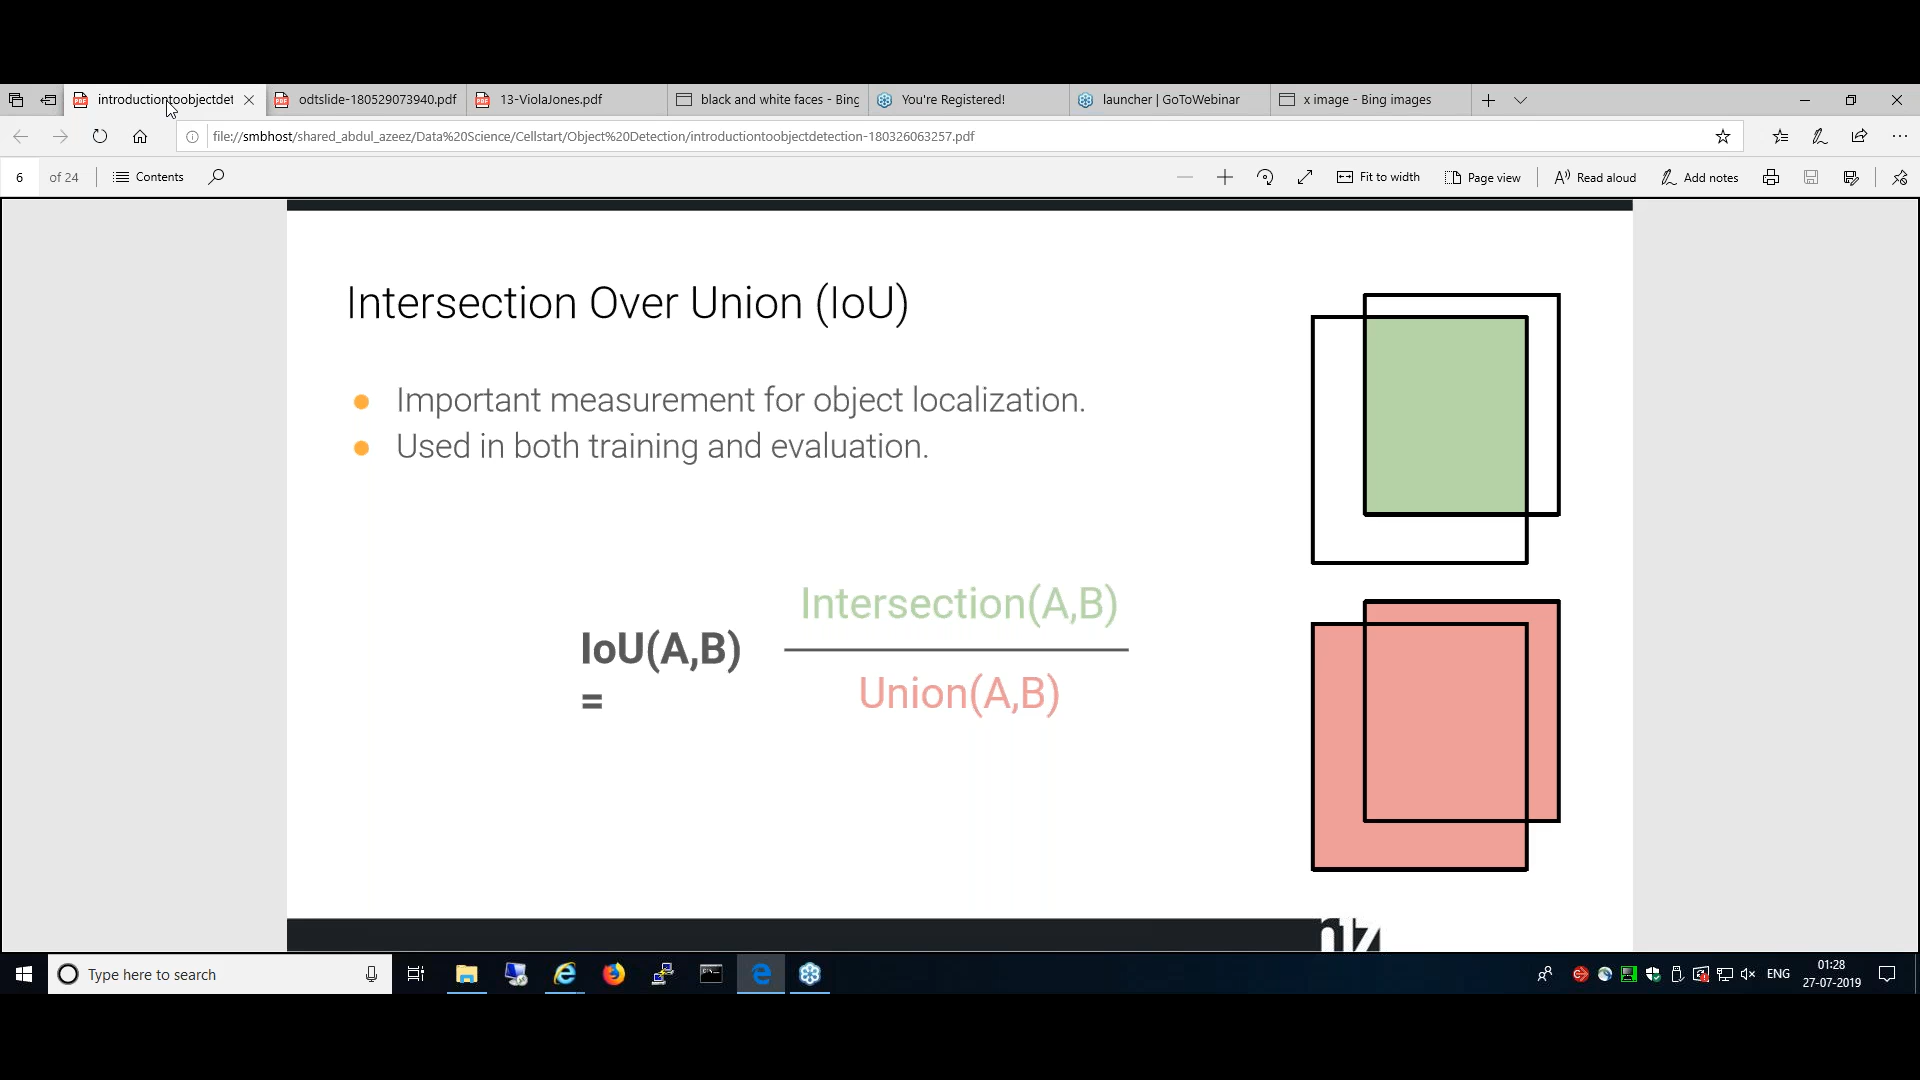 introductiontoobjectdet
odtslide-180529073940.pdf
13-ViolaJones.pdf
black and white faces - Bing
You're Registered!
launcher | GoToWebinar
x image - Bing images
file://smbhost/shared_abdul_azeez/Data%20Science/Cellstart/Object%20Detection/introductiontoobjectdetection-180326063257.pdf
6 of 24
Contents
Fit to width
Page view
Read aloud
Add notes
Intersection Over Union (IoU)
Important measurement for object localization.
Used in both training and evaluation.
IoU(A,B)
=
Intersection(A,B)
Union(A,B)
Type here to search
ENG
01:28
27-07-2019